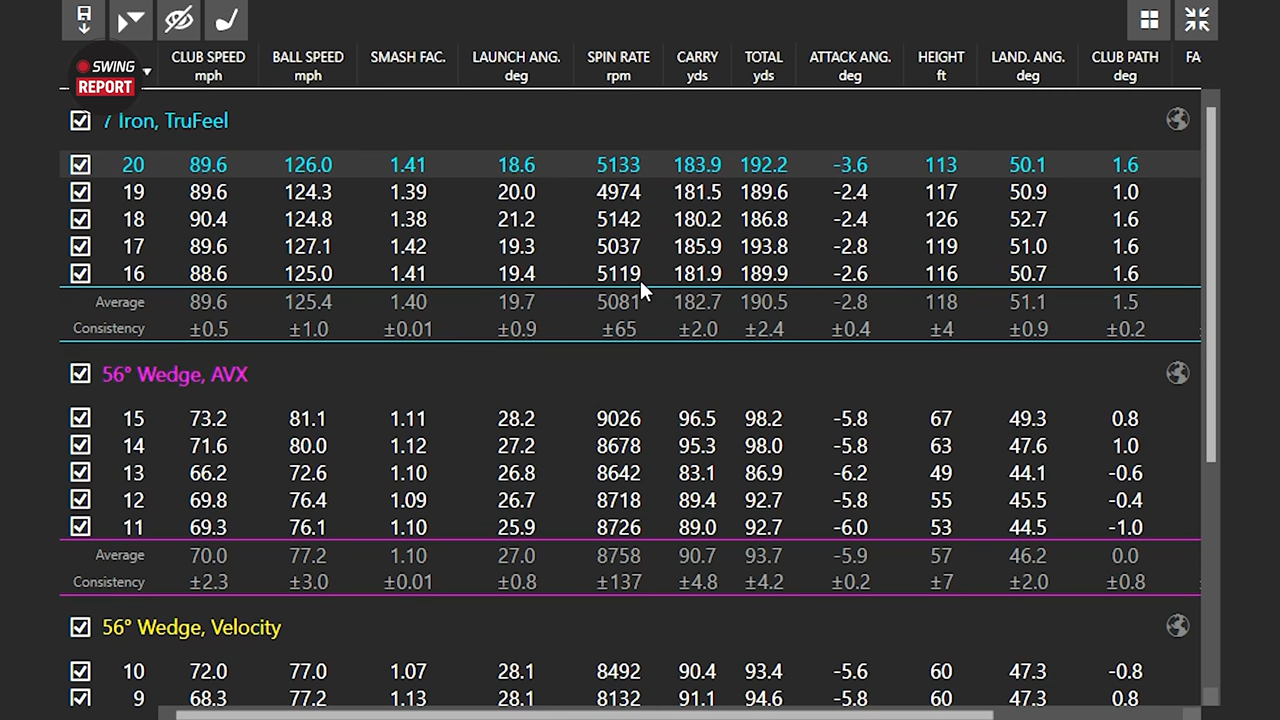 CLUB SPEED BALL SPEED SMASH FAC. LAUNCH ANG. SPIN RATE CARRY TOTAL ATTACK ANG. HEIGHT LAND. ANG. CLUB PATH FA
mph mph deg rpm yds yds deg ft deg deg
SWING
REPORT
7 Iron, TruFeel
20 89.6 126.0 1.41 18.6 5133 183.9 192.2 -3.6 113 50.1 1.6
19 89.6 124.3 1.39 20.0 4974 181.5 189.6 -2.4 117 50.9 1.0
18 90.4 124.8 1.38 21.2 5142 180.2 186.8 -2.4 126 52.7 1.6
17 89.6 127.1 1.42 19.3 5037 185.9 193.8 -2.8 119 51.0 1.6
16 88.6 125.0 1.41 19.4 5119 181.9 189.9 -2.6 116 50.7 1.6
Average 89.6 125.4 1.40 19.7 5081 182.7 190.5 -2.8 118 51.1 1.5
Consistency ±0.5 ±1.0 ±0.01 ±0.9 ±65 ±2.0 ±2.4 ±0.4 ±4 ±0.9 ±0.2
56° Wedge, AVX
15 73.2 81.1 1.11 28.2 9026 96.5 98.2 -5.8 67 49.3 0.8
14 71.6 80.0 1.12 27.2 8678 95.3 98.0 -5.8 63 47.6 1.0
13 66.2 72.6 1.10 26.8 8642 83.1 86.9 -6.2 49 44.1 -0.6
12 69.8 76.4 1.09 26.7 8718 89.4 92.7 -5.8 55 45.5 -0.4
11 69.3 76.1 1.10 25.9 8726 89.0 92.7 -6.0 53 44.5 -1.0
Average 70.0 77.2 1.10 27.0 8758 90.7 93.7 -5.9 57 46.2 0.0
Consistency ±2.3 ±3.0 ±0.01 ±0.8 ±137 ±4.8 ±4.2 ±0.2 ±7 ±2.0 ±0.8
56° Wedge, Velocity
10 72.0 77.0 1.07 28.1 8492 90.4 93.4 -5.6 60 47.3 -0.8
9 68.3 77.2 1.13 28.1 8132 91.1 94.6 -5.8 60 47.3 0.8